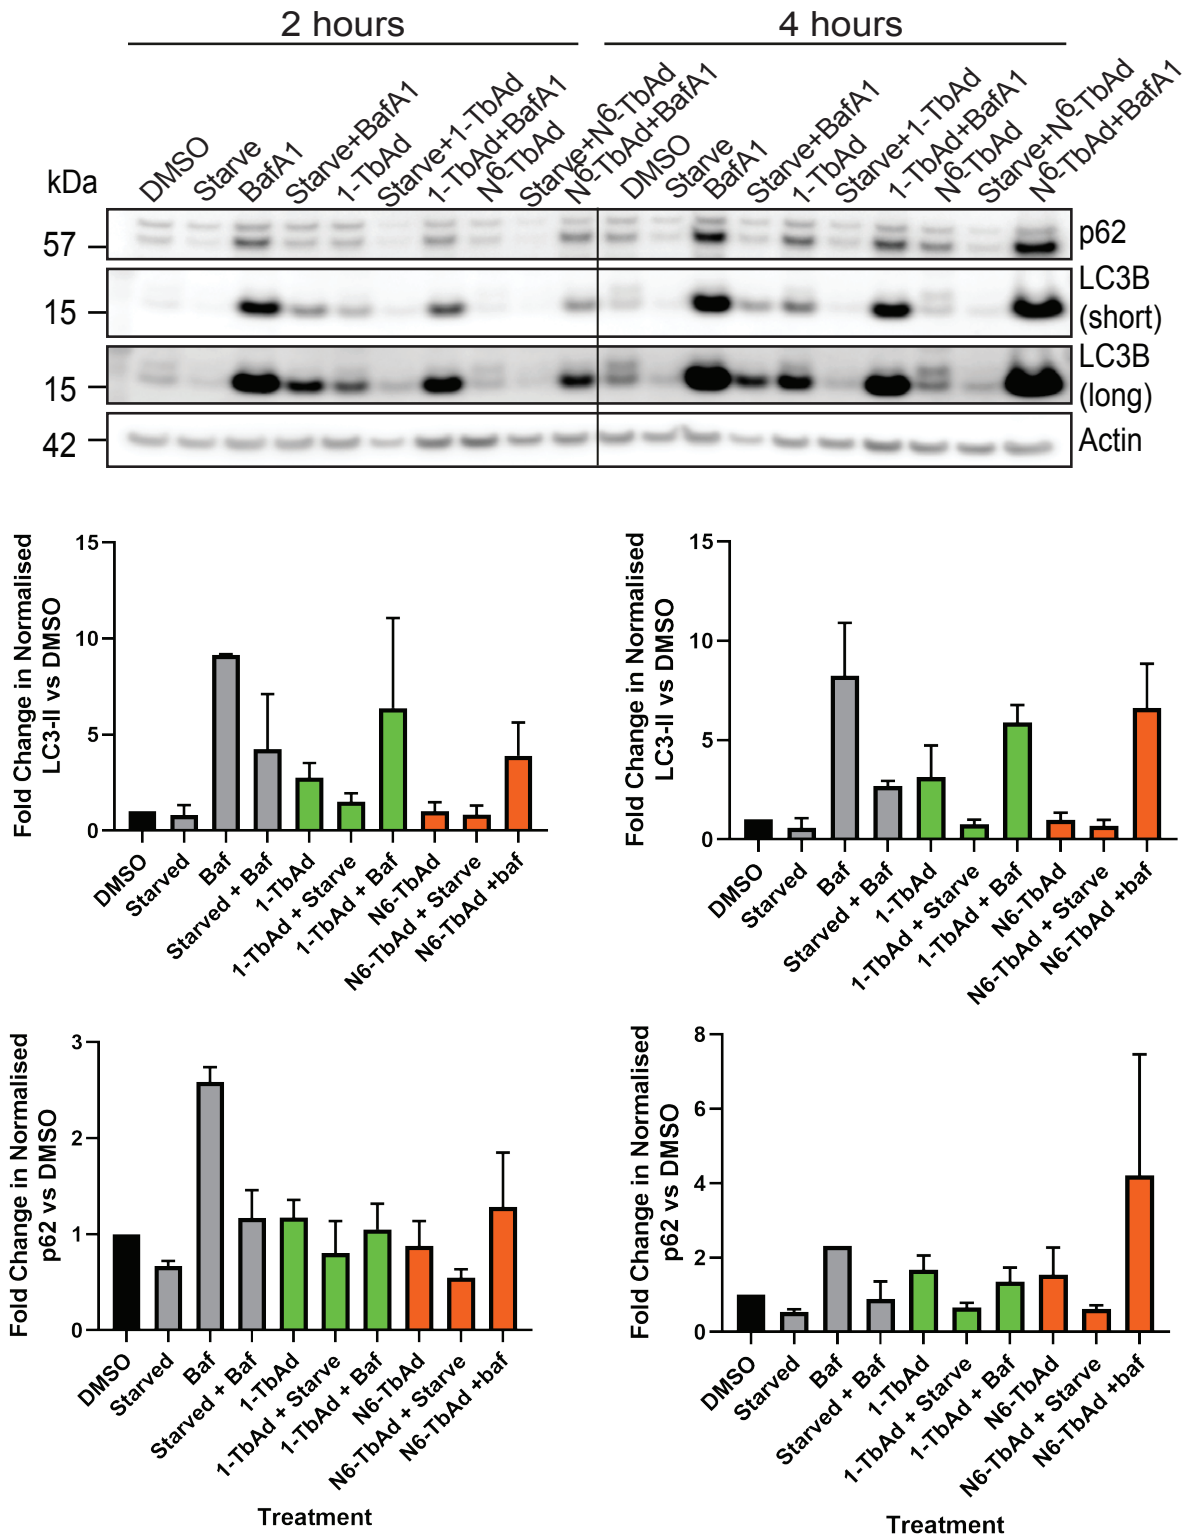 2 hours
4 hours
kDa
DMSO
Starve
BafA1
Starve+BafA1
1-TbAd
Starve+1-TbAd
1-TbAd+BafA1
N6-TbAd
Starve+N6-TbAd
N6-TbAd+BafA1
DMSO
Starve
BafA1
Starve+BafA1
1-TbAd
Starve+1-TbAd
1-TbAd+BafA1
N6-TbAd
Starve+N6-TbAd
N6-TbAd+BafA1
57
p62
15
LC3B
(short)
15
LC3B
(long)
42
Actin
Fold Change in Normalised
LC3-II vs DMSO
15
10
5
0
DMSO
Starved
Baf
Starved + Baf
1-TbAd
1-TbAd + Starve
1-TbAd + Baf
N6-TbAd
N6-TbAd + Starve
N6-TbAd +baf
Fold Change in Normalised
LC3-II vs DMSO
15
10
5
0
DMSO
Starved
Baf
Starved + Baf
1-TbAd
1-TbAd + Starve
1-TbAd + Baf
N6-TbAd
N6-TbAd + Starve
N6-TbAd +baf
Fold Change in Normalised
p62 vs DMSO
3
2
1
0
DMSO
Starved
Baf
Starved + Baf
1-TbAd
1-TbAd + Starve
1-TbAd + Baf
N6-TbAd
N6-TbAd + Starve
N6-TbAd +baf
Treatment
Fold Change in Normalised
p62 vs DMSO
8
6
4
2
0
DMSO
Starved
Baf
Starved + Baf
1-TbAd
1-TbAd + Starve
1-TbAd + Baf
N6-TbAd
N6-TbAd + Starve
N6-TbAd +baf
Treatment